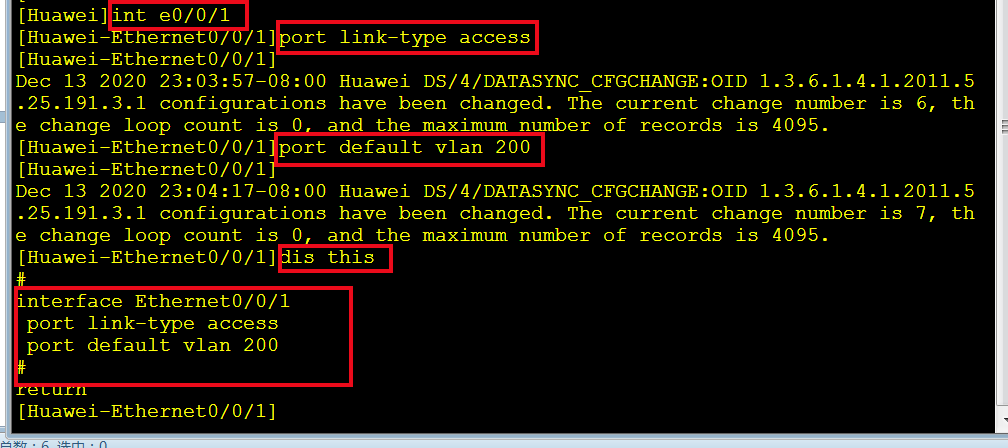 [Huawei]int e0/0/1
[Huawei-Ethernet0/0/1]port link-type access
[Huawei-Ethernet0/0/1]
Dec 13 2020 23:03:57-08:00 Huawei DS/4/DATASYNC_CFGCHANGE:OID 1.3.6.1.4.1.2011.5
.25.191.3.1 configurations have been changed. The current change number is 6, th
e change loop count is 0, and the maximum number of records is 4095.
[Huawei-Ethernet0/0/1]port default vlan 200
[Huawei-Ethernet0/0/1]
Dec 13 2020 23:04:17-08:00 Huawei DS/4/DATASYNC_CFGCHANGE:OID 1.3.6.1.4.1.2011.5
.25.191.3.1 configurations have been changed. The current change number is 7, th
e change loop count is 0, and the maximum number of records is 4095.
[Huawei-Ethernet0/0/1]dis this
#
interface Ethernet0/0/1
 port link-type access
 port default vlan 200
#
return
[Huawei-Ethernet0/0/1]
总数：6 选中：0